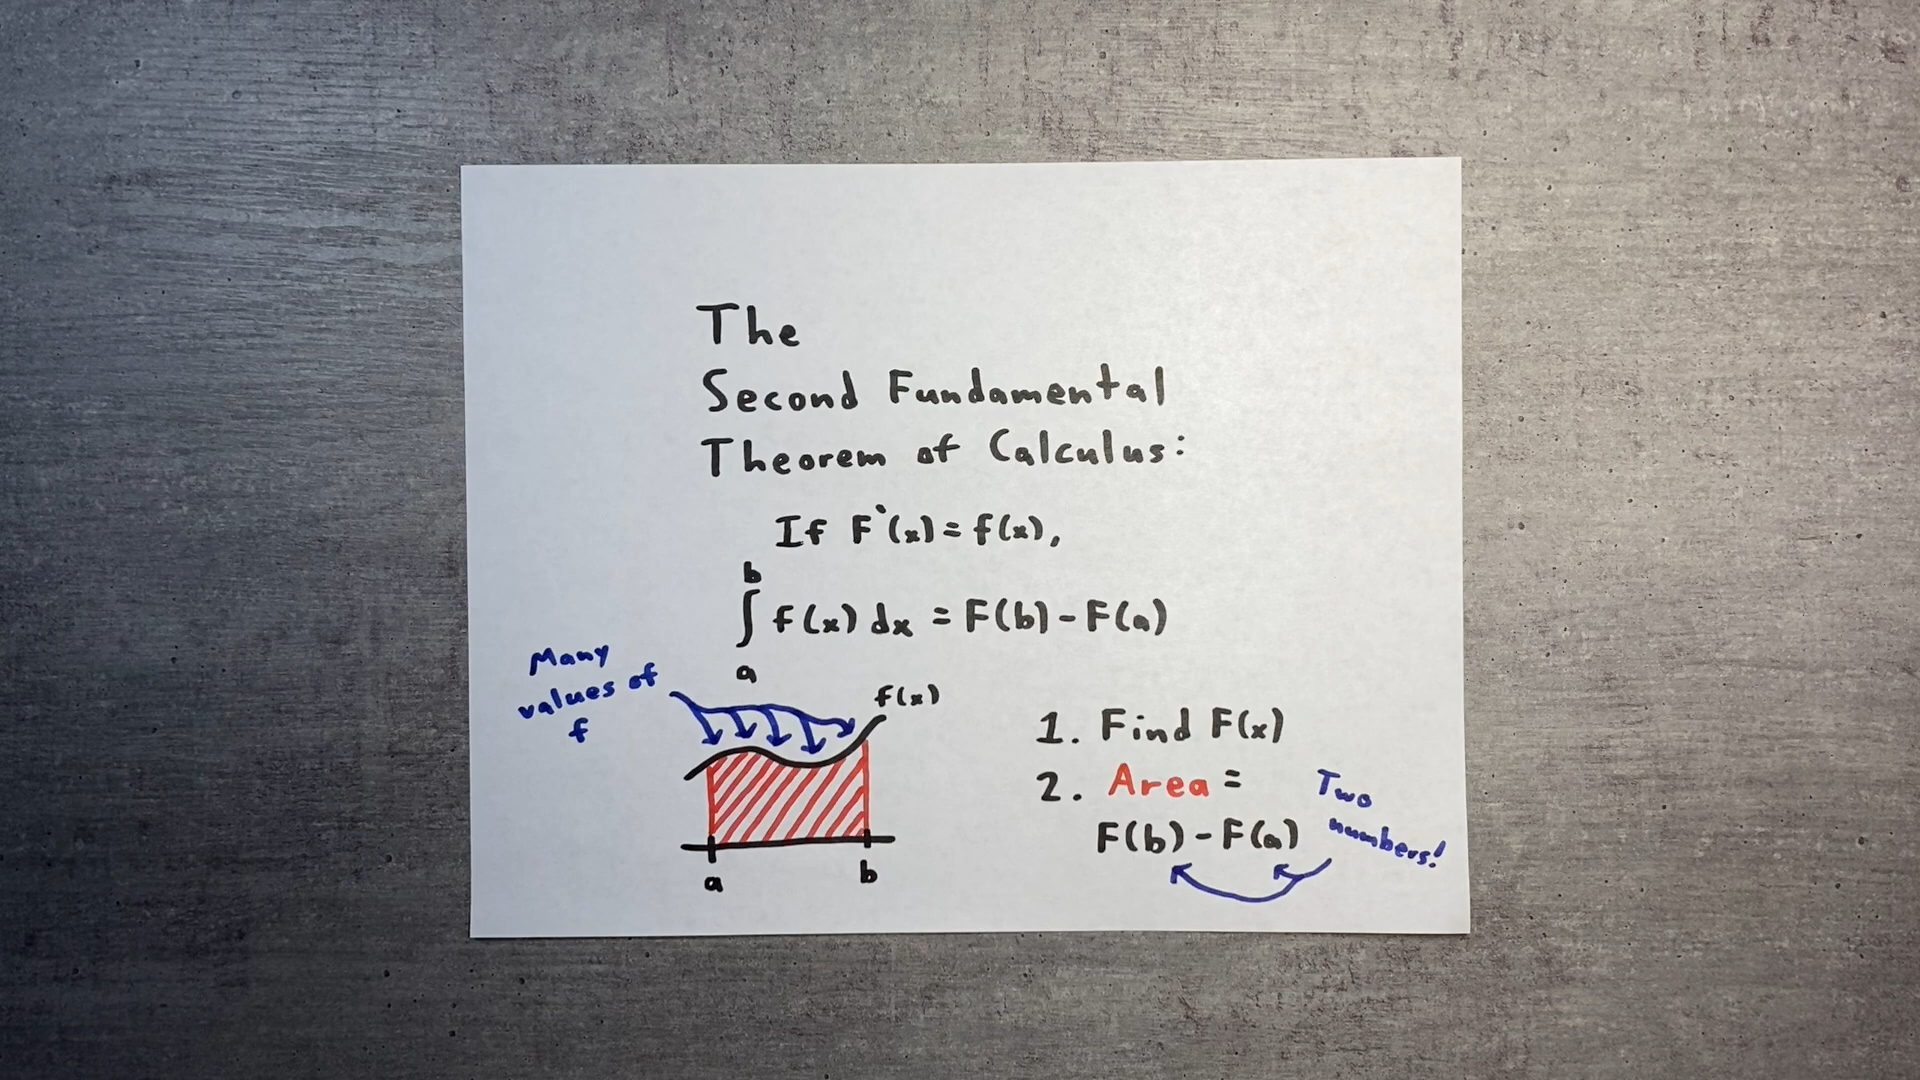 The
Second Fundamental
Theorem of Calculus:
If F'(x) = f(x),
b
∫ f(x) dx = F(b) - F(a)
a
Many
values of
f
f(x)
a
b
1. Find F(x)
2. Area =
F(b) - F(a)
Two
numbers!